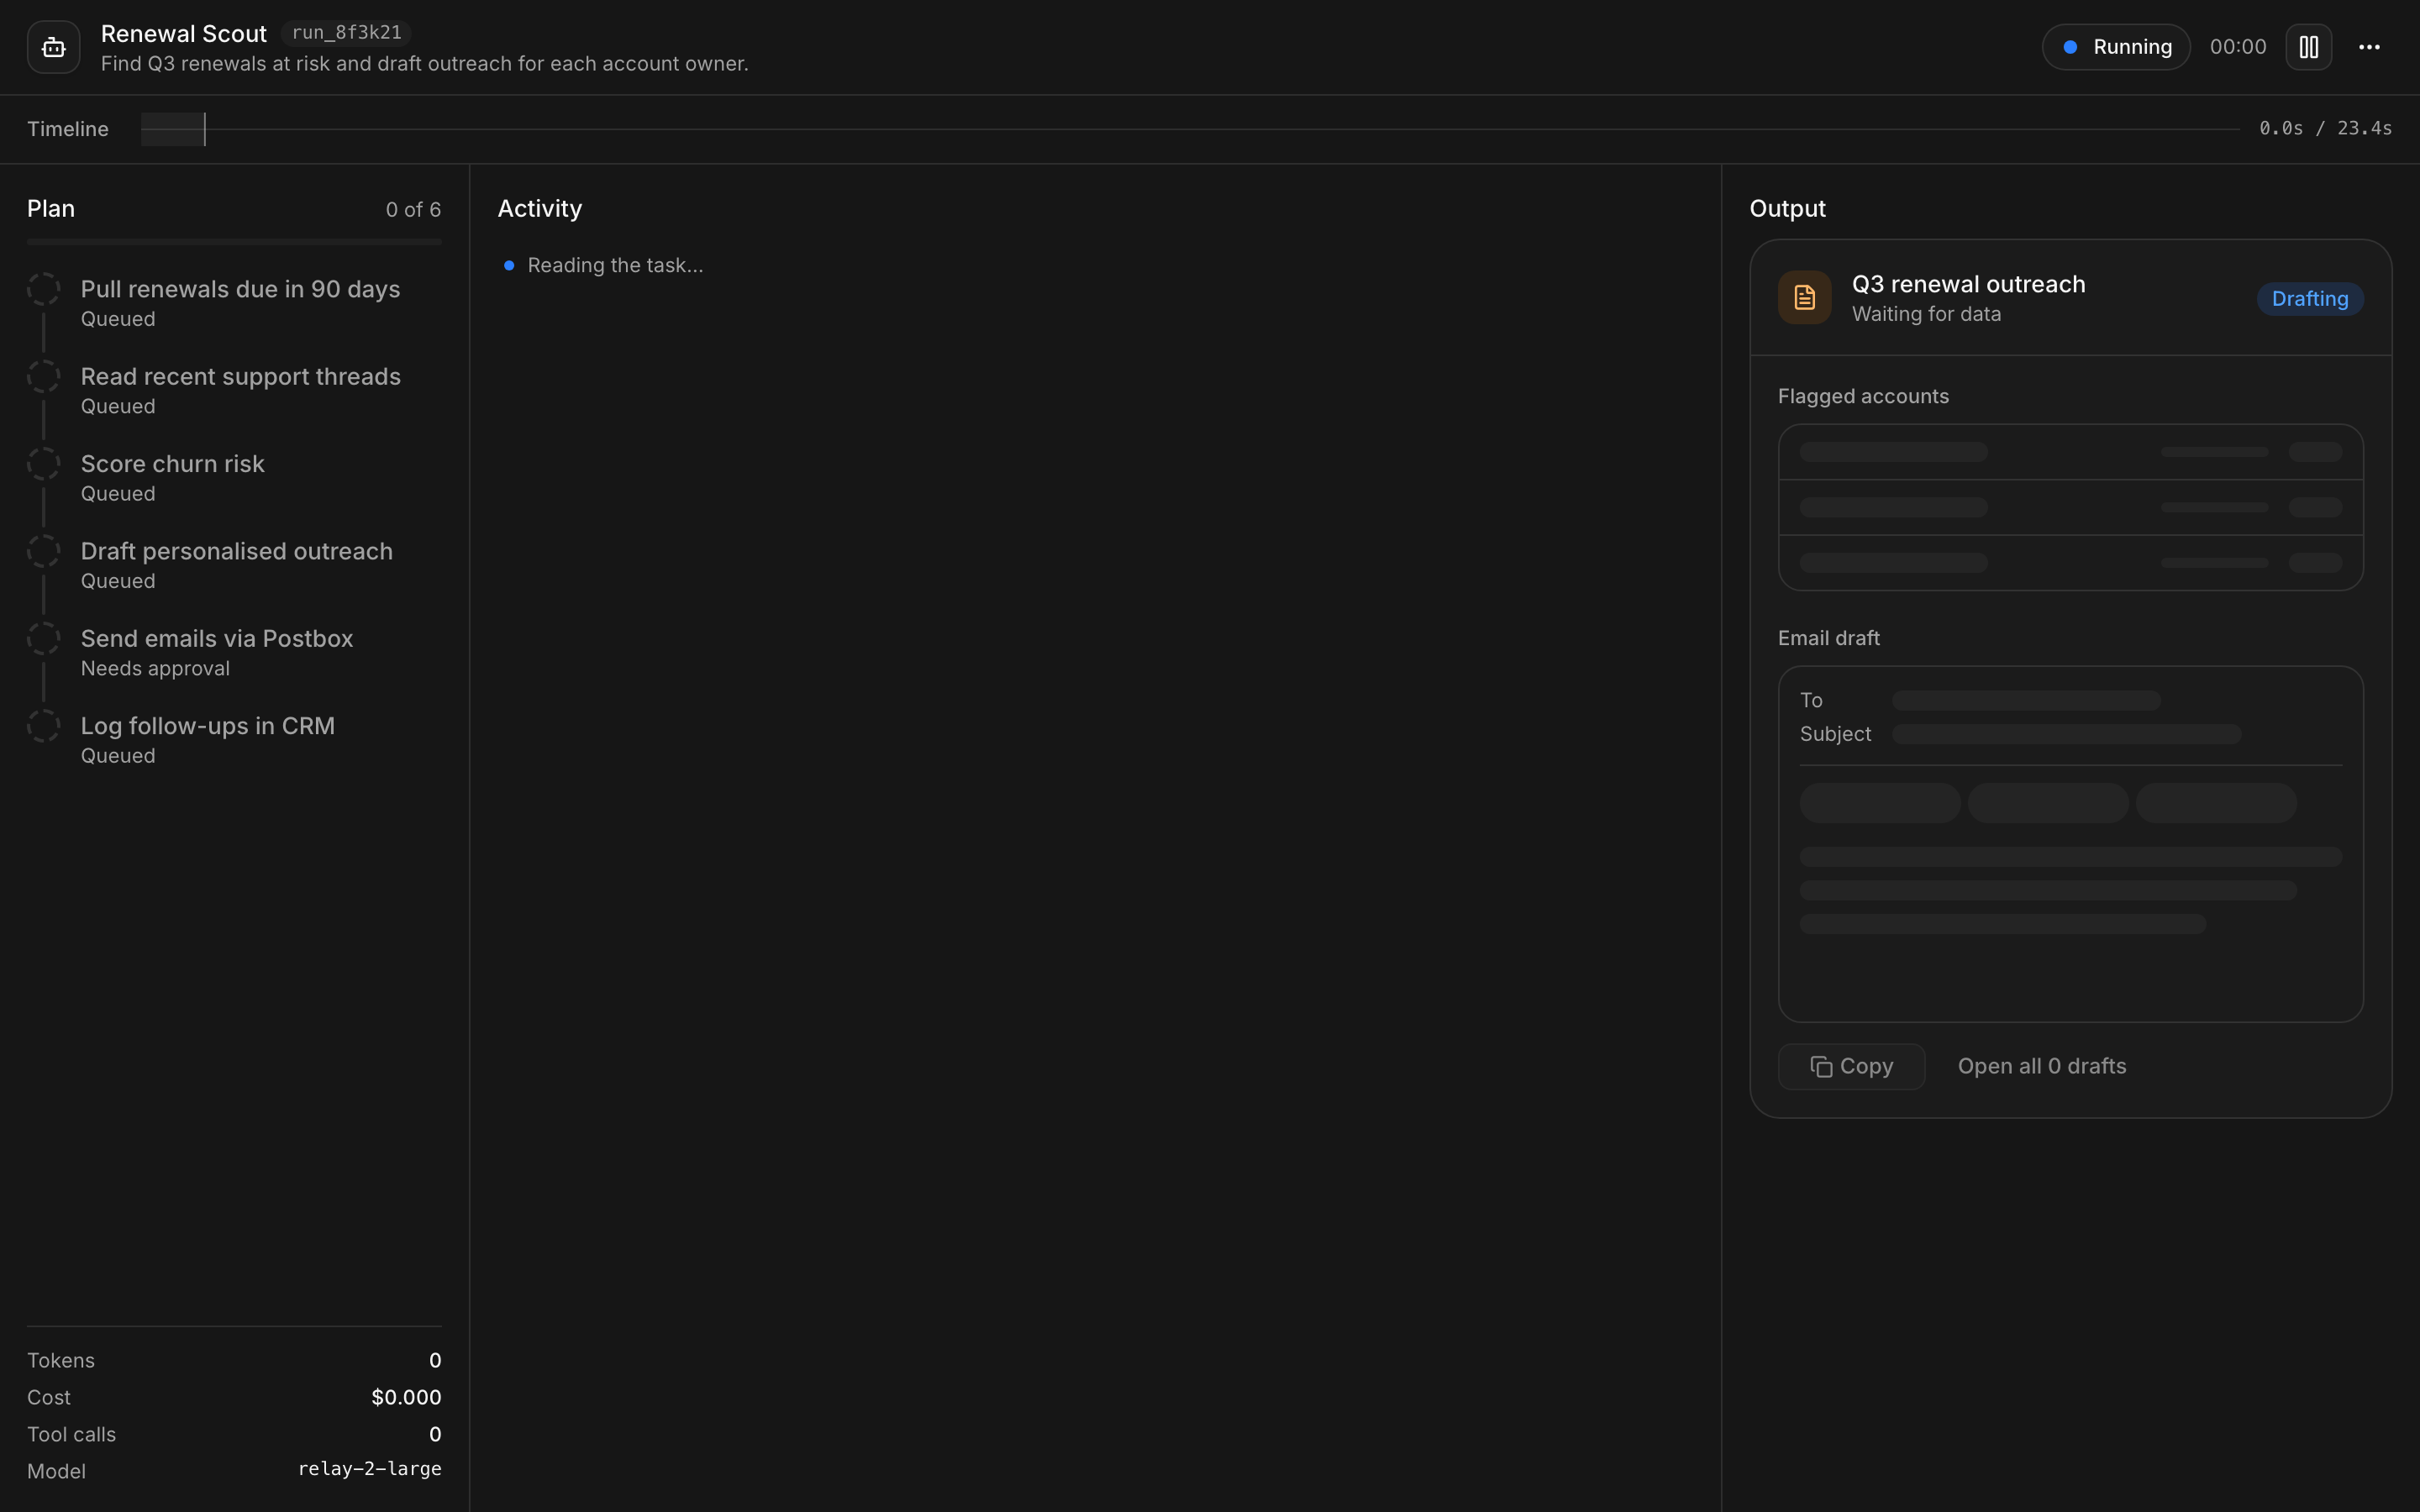 Renewal Scout run_8f3k21
Find Q3 renewals at risk and draft outreach for each account owner.
Running 00:00
Timeline 0.0s / 23.4s
Plan 0 of 6
Pull renewals due in 90 days
Queued
Read recent support threads
Queued
Score churn risk
Queued
Draft personalised outreach
Queued
Send emails via Postbox
Needs approval
Log follow-ups in CRM
Queued
Tokens 0
Cost $0.000
Tool calls 0
Model relay-2-large
Activity
Reading the task...
Output
Q3 renewal outreach
Waiting for data
Drafting
Flagged accounts
Email draft
To
Subject
Copy Open all 0 drafts